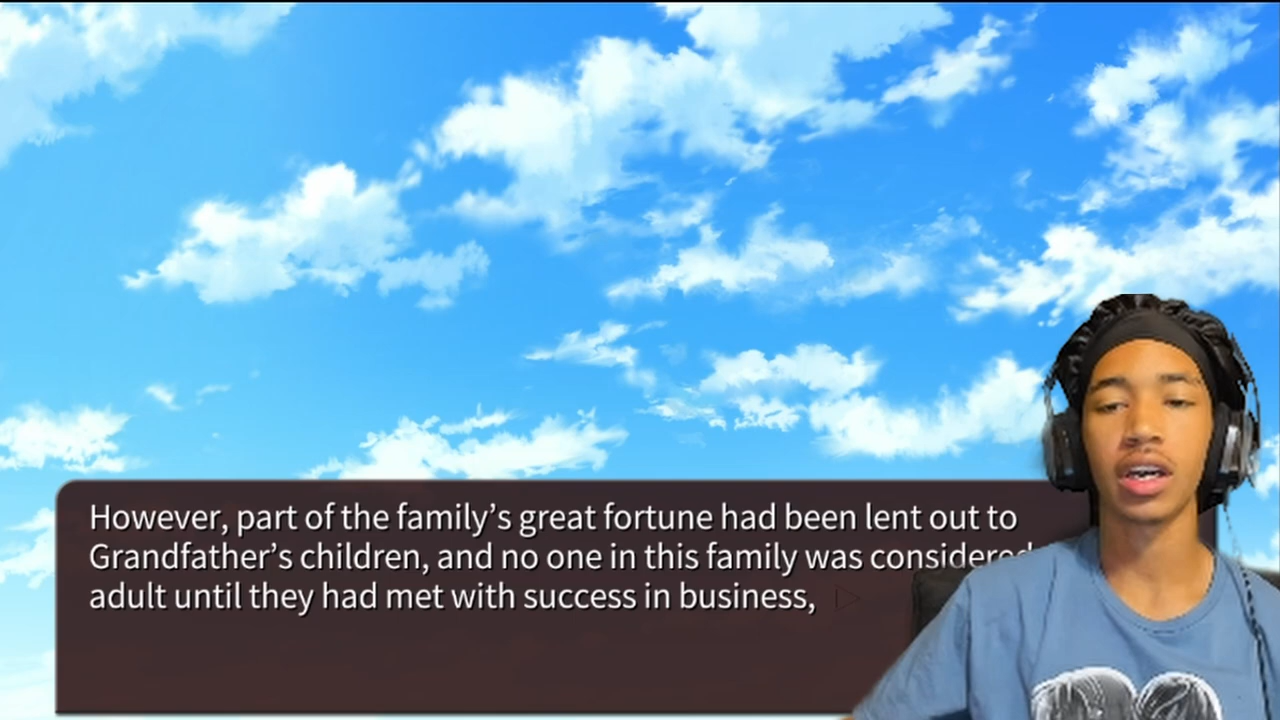 However, part of the family’s great fortune had been lent out to
Grandfather’s children, and no one in this family was considered
adult until they had met with success in business,